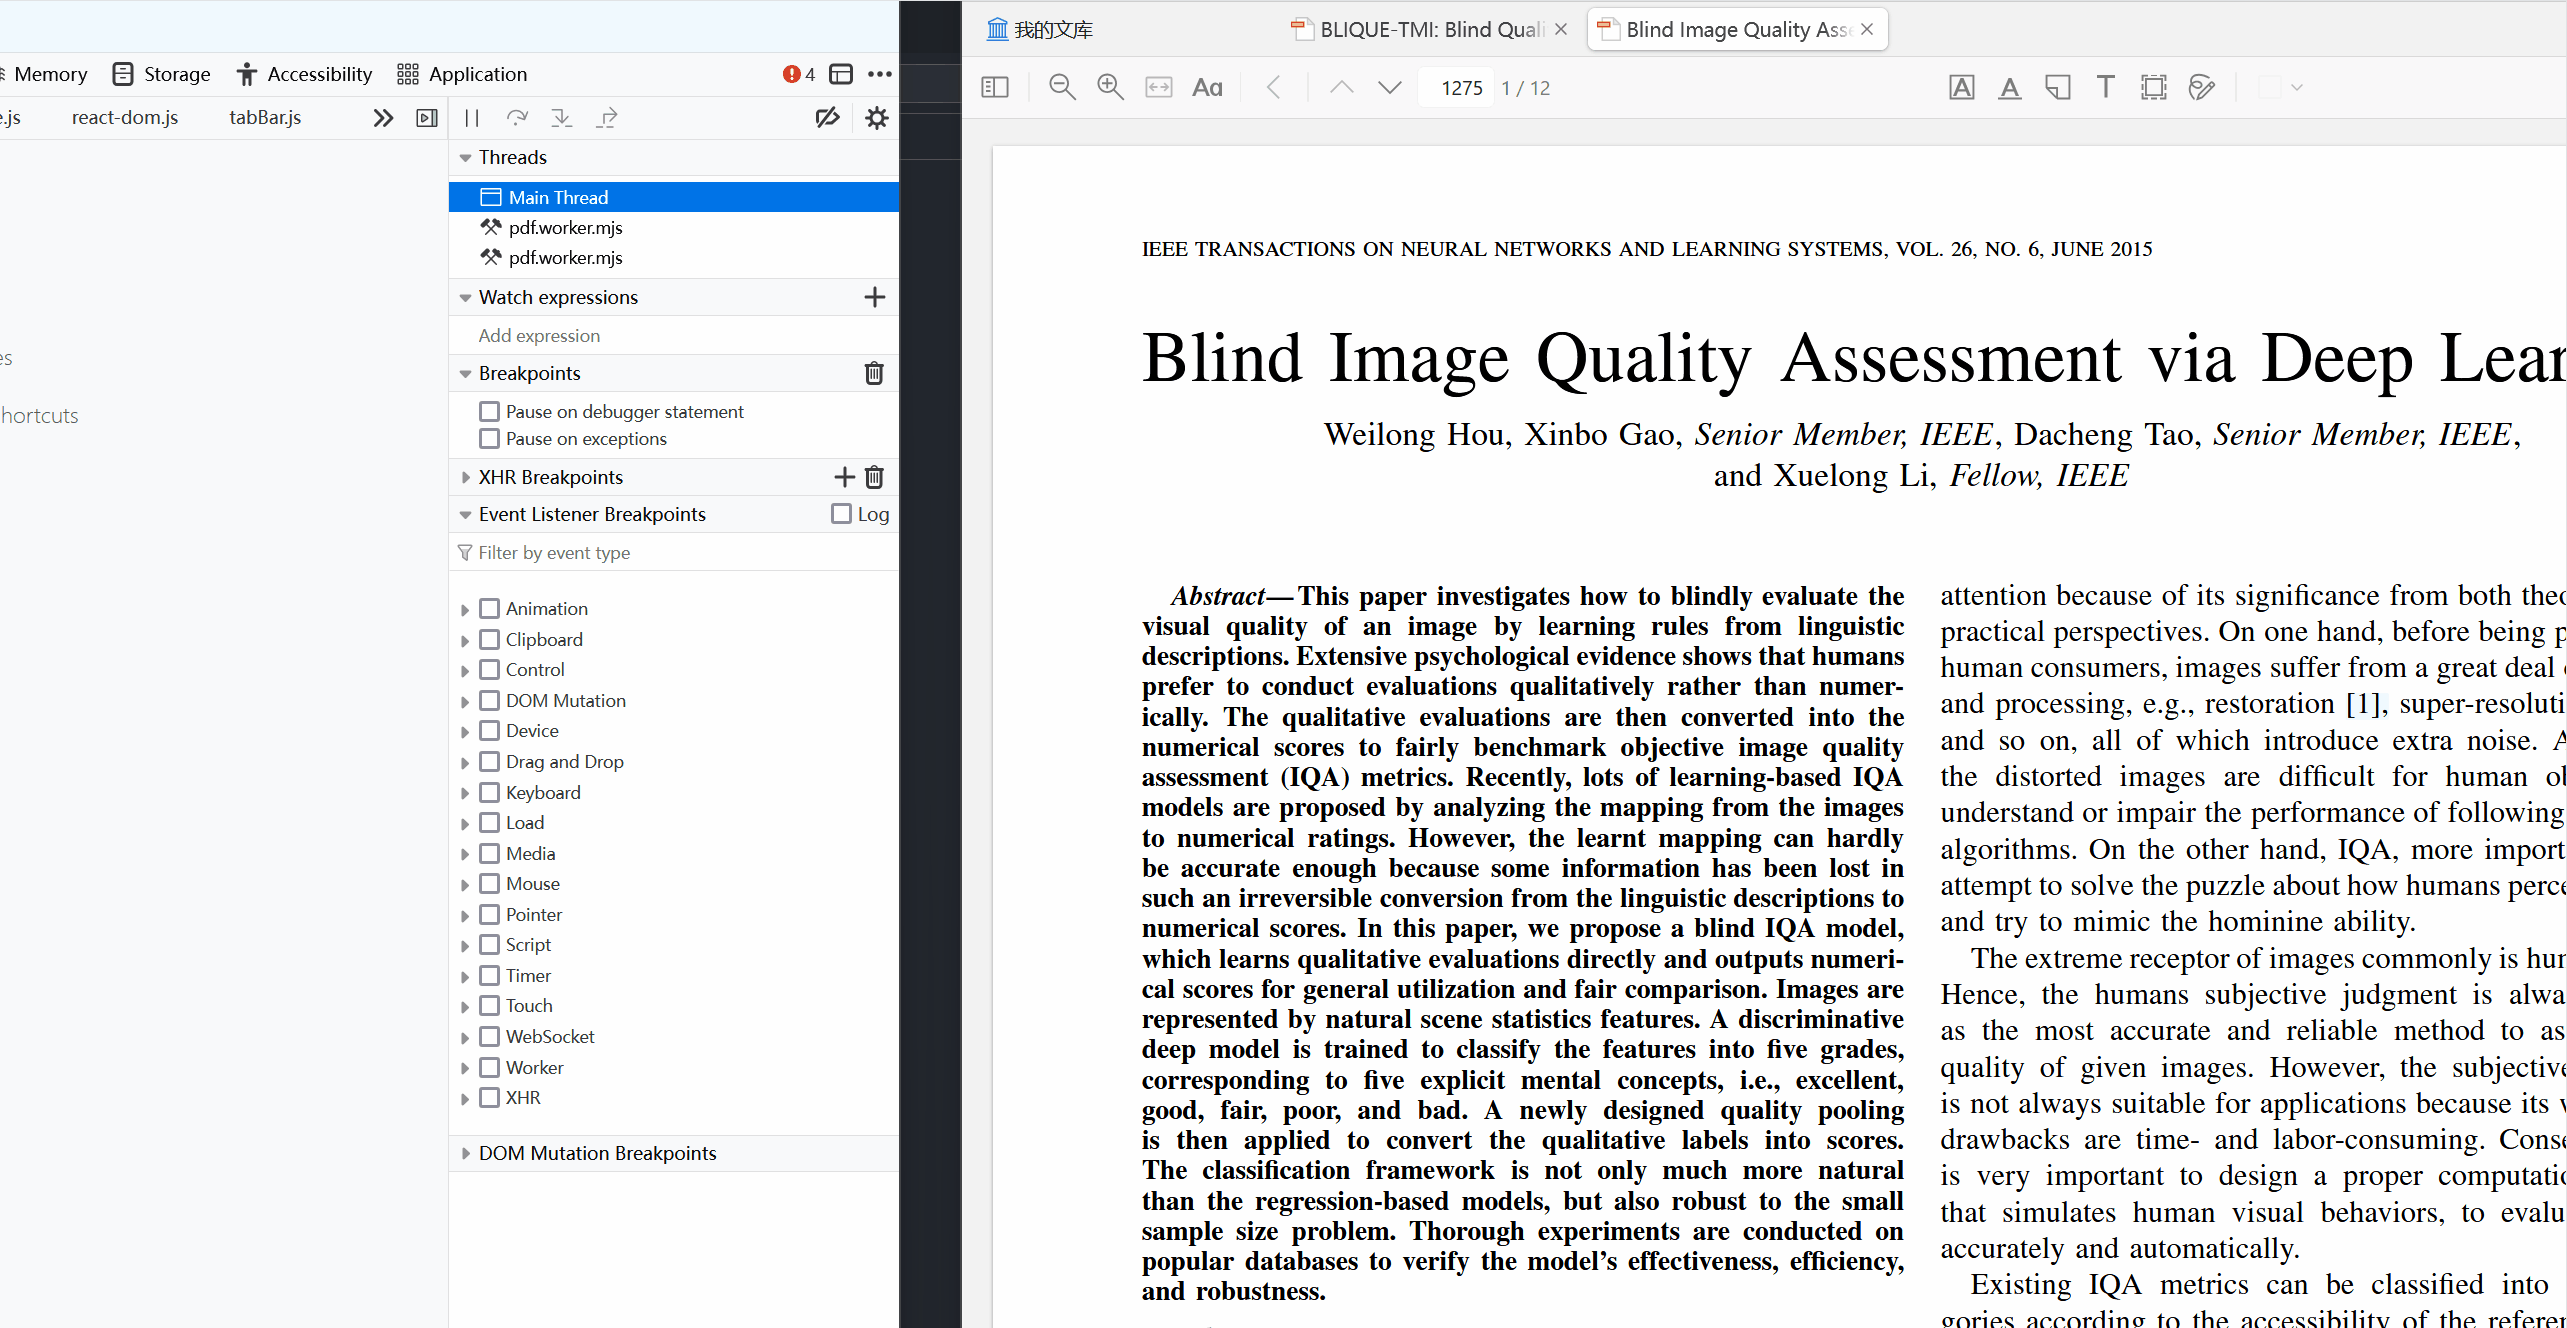 Memory Storage Accessibility Application 4
.js react-dom.js tabBar.js
Threads
Main Thread
pdf.worker.mjs
pdf.worker.mjs
Watch expressions
Add expression
Breakpoints
Pause on debugger statement
Pause on exceptions
XHR Breakpoints
Event Listener Breakpoints Log
Filter by event type
Animation
Clipboard
Control
DOM Mutation
Device
Drag and Drop
Keyboard
Load
Media
Mouse
Pointer
Script
Timer
Touch
WebSocket
Worker
XHR
DOM Mutation Breakpoints
es
hortcuts
我的文库 BLIQUE-TMI: Blind Quali Blind Image Quality Ass
Aa 1275 1 / 12 A A T
IEEE TRANSACTIONS ON NEURAL NETWORKS AND LEARNING SYSTEMS, VOL. 26, NO. 6, JUNE 2015
Blind Image Quality Assessment via Deep Lear
Weilong Hou, Xinbo Gao, Senior Member, IEEE, Dacheng Tao, Senior Member, IEEE,
and Xuelong Li, Fellow, IEEE
Abstract—This paper investigates how to blindly evaluate the
visual quality of an image by learning rules from linguistic
descriptions. Extensive psychological evidence shows that humans
prefer to conduct evaluations qualitatively rather than numer-
ically. The qualitative evaluations are then converted into the
numerical scores to fairly benchmark objective image quality
assessment (IQA) metrics. Recently, lots of learning-based IQA
models are proposed by analyzing the mapping from the images
to numerical ratings. However, the learnt mapping can hardly
be accurate enough because some information has been lost in
such an irreversible conversion from the linguistic descriptions to
numerical scores. In this paper, we propose a blind IQA model,
which learns qualitative evaluations directly and outputs numeri-
cal scores for general utilization and fair comparison. Images are
represented by natural scene statistics features. A discriminative
deep model is trained to classify the features into five grades,
corresponding to five explicit mental concepts, i.e., excellent,
good, fair, poor, and bad. A newly designed quality pooling
is then applied to convert the qualitative labels into scores.
The classification framework is not only much more natural
than the regression-based models, but also robust to the small
sample size problem. Thorough experiments are conducted on
popular databases to verify the model's effectiveness, efficiency,
and robustness.
attention because of its significance from both theo
practical perspectives. On one hand, before being p
human consumers, images suffer from a great deal
and processing, e.g., restoration [1], super-resoluti
and so on, all of which introduce extra noise. A
the distorted images are difficult for human ob
understand or impair the performance of following
algorithms. On the other hand, IQA, more import
attempt to solve the puzzle about how humans perce
and try to mimic the hominine ability.
The extreme receptor of images commonly is hum
Hence, the humans subjective judgment is alwa
as the most accurate and reliable method to as
quality of given images. However, the subjective
is not always suitable for applications because its
drawbacks are time- and labor-consuming. Conse
is very important to design a proper computatio
that simulates human visual behaviors, to evalu
accurately and automatically.
Existing IQA metrics can be classified into
gories according to the accessibility of the referen